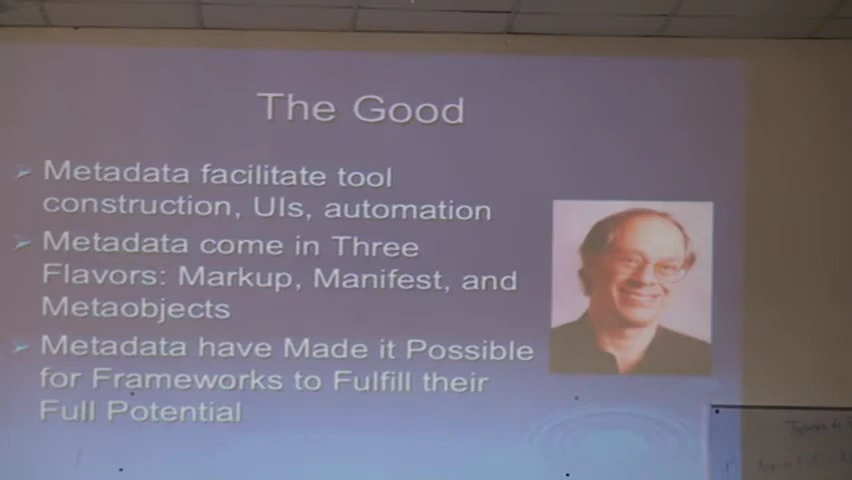 The Good
Metadata facilitate tool
construction, UIs, automation
Metadata come in Three
Flavors: Markup, Manifest, and
Metaobjects
Metadata have Made it Possible
for Frameworks to Fulfill their
Full Potential